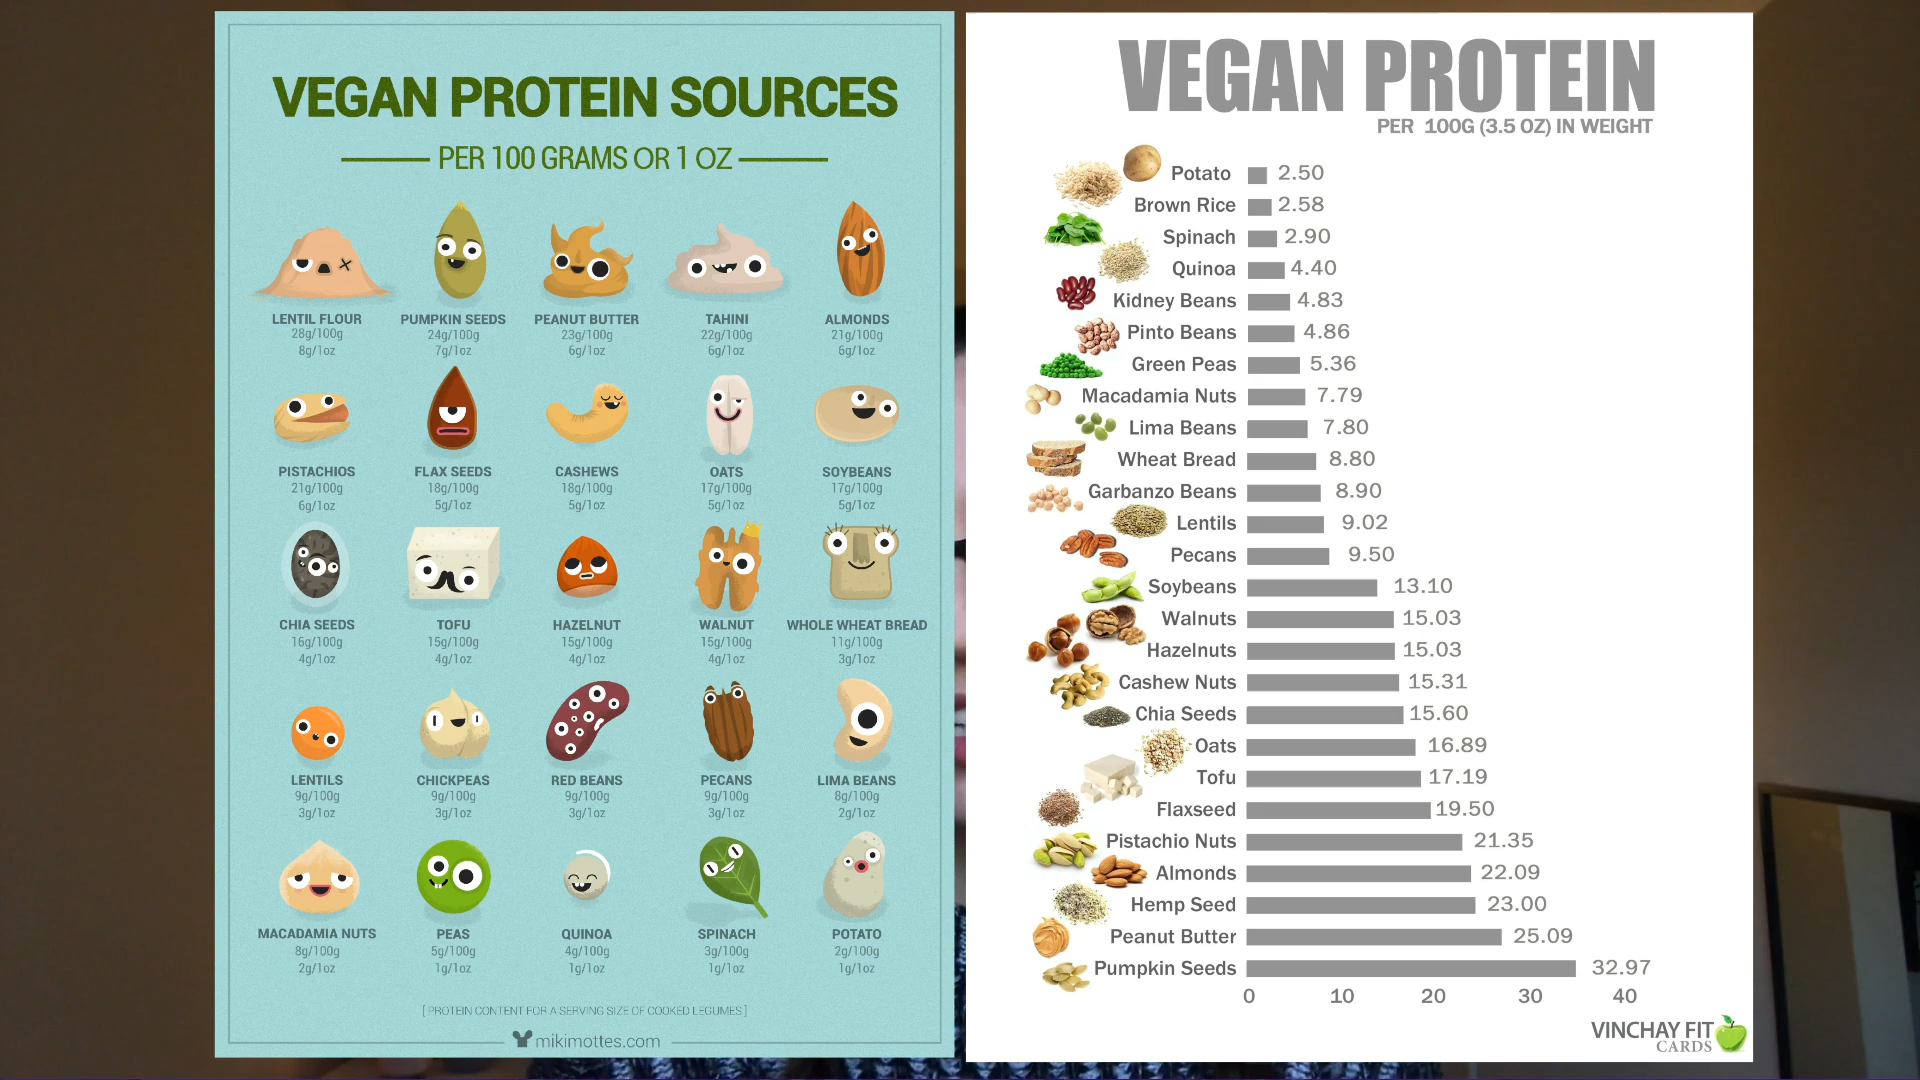 VEGAN PROTEIN SOURCES
PER 100 GRAMS OR 1 OZ
LENTIL FLOUR
28g/100g
8g/1oz
PUMPKIN SEEDS
24g/100g
7g/1oz
PEANUT BUTTER
23g/100g
6g/1oz
TAHINI
22g/100g
6g/1oz
ALMONDS
21g/100g
6g/1oz
PISTACHIOS
21g/100g
6g/1oz
FLAX SEEDS
18g/100g
5g/1oz
CASHEWS
18g/100g
5g/1oz
OATS
17g/100g
5g/1oz
SOYBEANS
17g/100g
5g/1oz
CHIA SEEDS
16g/100g
4g/1oz
TOFU
15g/100g
4g/1oz
HAZELNUT
15g/100g
4g/1oz
WALNUT
15g/100g
4g/1oz
WHOLE WHEAT BREAD
11g/100g
3g/1oz
LENTILS
9g/100g
3g/1oz
CHICKPEAS
9g/100g
3g/1oz
RED BEANS
9g/100g
3g/1oz
PECANS
9g/100g
3g/1oz
LIMA BEANS
8g/100g
2g/1oz
MACADAMIA NUTS
8g/100g
2g/1oz
PEAS
5g/100g
1g/1oz
QUINOA
4g/100g
1g/1oz
SPINACH
3g/100g
1g/1oz
POTATO
2g/100g
1g/1oz
[ PROTEIN CONTENT FOR A SERVING SIZE OF COOKED LEGUMES ]
mikimottes.com
VEGAN PROTEIN
PER 100G (3.5 OZ) IN WEIGHT
Potato 2.50
Brown Rice 2.58
Spinach 2.90
Quinoa 4.40
Kidney Beans 4.83
Pinto Beans 4.86
Green Peas 5.36
Macadamia Nuts 7.79
Lima Beans 7.80
Wheat Bread 8.80
Garbanzo Beans 8.90
Lentils 9.02
Pecans 9.50
Soybeans 13.10
Walnuts 15.03
Hazelnuts 15.03
Cashew Nuts 15.31
Chia Seeds 15.60
Oats 16.89
Tofu 17.19
Flaxseed 19.50
Pistachio Nuts 21.35
Almonds 22.09
Hemp Seed 23.00
Peanut Butter 25.09
Pumpkin Seeds 32.97
0 10 20 30 40
VINCHAY FIT
CARDS